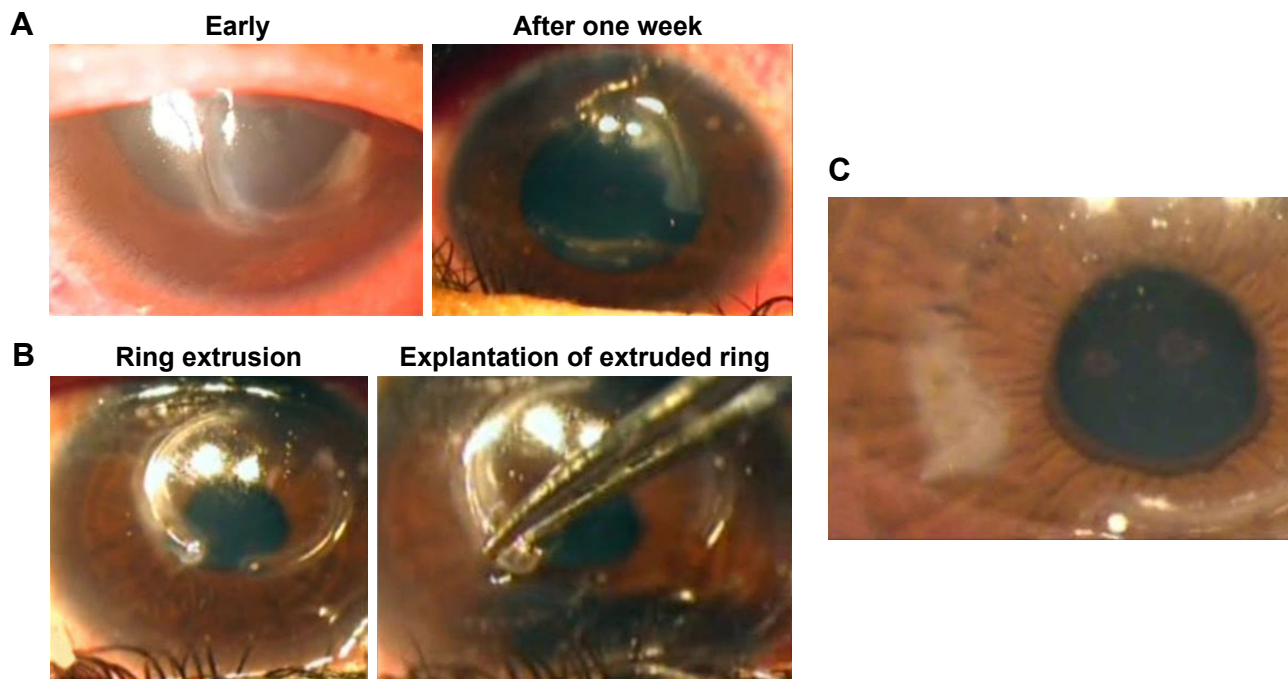 A
Early
After one week
B
Ring extrusion
Explantation of extruded ring
C